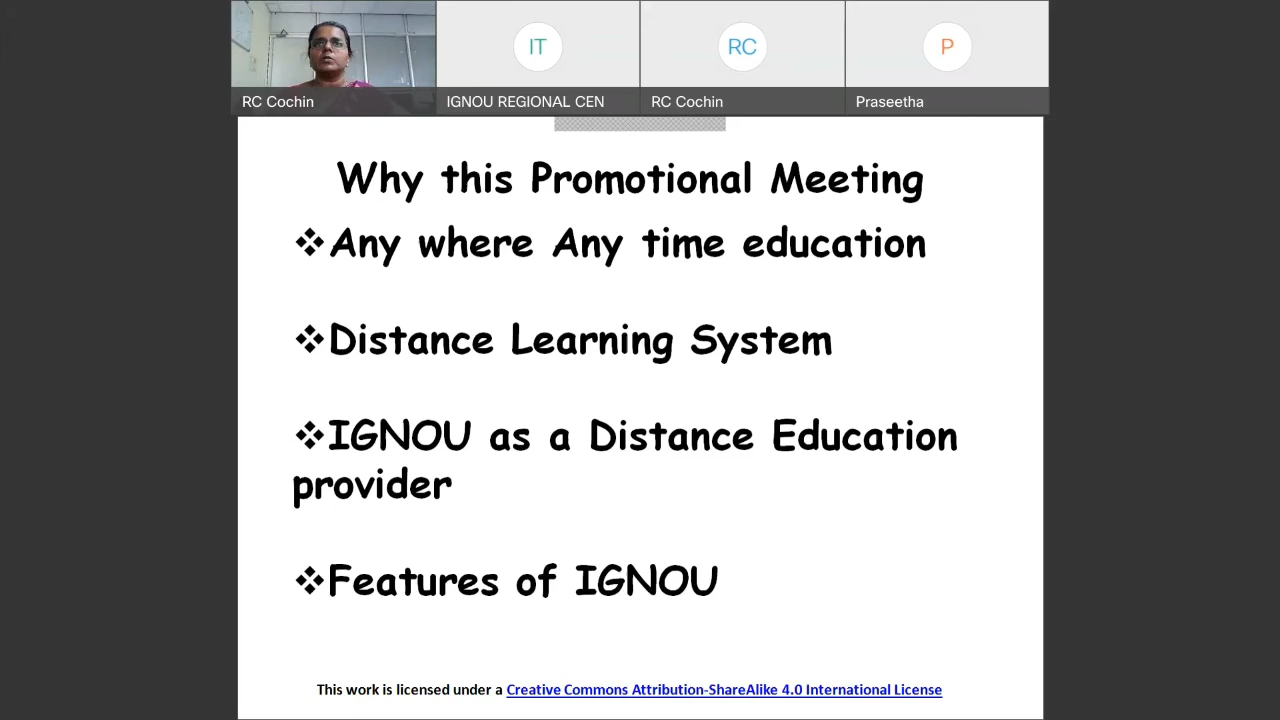 IT
RC
P
RC Cochin
IGNOU REGIONAL CEN
RC Cochin
Praseetha
Why this Promotional Meeting
❖Any where Any time education
❖Distance Learning System
❖IGNOU as a Distance Education
provider
❖Features of IGNOU
This work is licensed under a Creative Commons Attribution-ShareAlike 4.0 International License